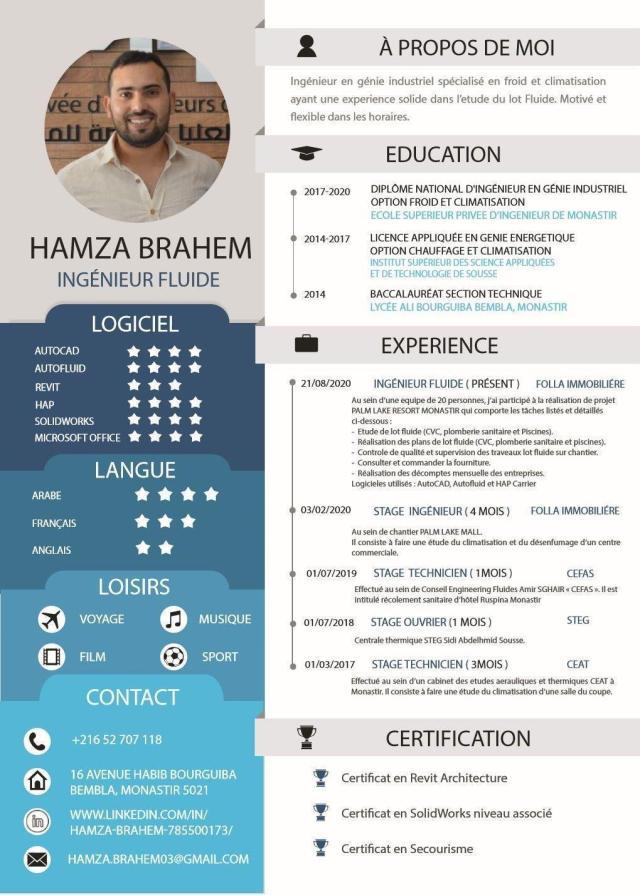 HAMZA BRAHEM
INGÉNIEUR FLUIDE
LOGICIEL
AUTOCAD
AUTOFLUID
REVIT
HAP
SOLIDWORKS
MICROSOFT OFFICE
LANGUE
ARABE
FRANÇAIS
ANGLAIS
LOISIRS
VOYAGE
MUSIQUE
FILM
SPORT
CONTACT
+216 52 707 118
16 AVENUE HABIB BOURGUIBA
BEMBLA, MONASTIR 5021
WWW.LINKEDIN.COM/IN/
HAMZA-BRAHEM-785500173/
HAMZA.BRAHEM03@GMAIL.COM
À PROPOS DE MOI
Ingénieur en génie industriel spécialisé en froid et climatisation
ayant une experience solide dans l'etude du lot Fluide. Motivé et
flexible dans les horaires.
EDUCATION
2017-2020 DIPLÔME NATIONAL D'INGÉNIEUR EN GÉNIE INDUSTRIEL
OPTION FROID ET CLIMATISATION
ECOLE SUPERIEUR PRIVEE D'INGENIEUR DE MONASTIR
2014-2017 LICENCE APPLIQUÉE EN GENIE ENERGETIQUE
OPTION CHAUFFAGE ET CLIMATISATION
INSTITUT SUPÉRIEUR DES SCIENCE APPLIQUÉES
ET DE TECHNOLOGIE DE SOUSSE
2014 BACCALAURÉAT SECTION TECHNIQUE
LYCÉE ALI BOURGUIBA BEMBLA, MONASTIR
EXPERIENCE
21/08/2020 INGÉNIEUR FLUIDE ( PRÉSENT ) FOLLA IMMOBILIÉRE
Au sein d'une equipe de 20 personnes, j'ai participé à la réalisation de projet
PALM LAKE RESORT MONASTIR qui comporte les tâches listés et détaillés
ci-dessous :
- Etude de lot fluide (CVC, plomberie sanitaire et Piscines).
- Réalisation des plans de lot fluide (CVC, plomberie sanitaire et piscines).
- Controle de qualité et supervision des traveaux lot fluide sur chantier.
- Consulter et commander la fourniture.
- Réalisation des décomptes mensuelle des entreprises.
Logicieles utilisés : AutoCAD, Autofluid et HAP Carrier
03/02/2020 STAGE INGÉNIEUR ( 4 MOIS ) FOLLA IMMOBILIÉRE
Au sein de chantier PALM LAKE MALL.
Il consiste à faire une étude du climatisation et du désenfumage d'un centre
commerciale.
01/07/2019 STAGE TECHNICIEN ( 1MOIS ) CEFAS
Effectué au sein de Conseil Engineering Fluides Amir SGHAIR « CEFAS ». Il est
intitulé récolement sanitaire d'hôtel Ruspina Monastir
01/07/2018 STAGE OUVRIER (1 MOIS ) STEG
Centrale thermique STEG Sidi Abdelhmid Sousse.
01/03/2017 STAGE TECHNICIEN ( 3MOIS ) CEAT
Effectué au sein d'un cabinet des etudes aerauliques et thermiques CEAT à
Monastir. Il consiste à faire une étude du climatisation d'une salle du coupe.
CERTIFICATION
Certificat en Revit Architecture
Certificat en SolidWorks niveau associé
Certificat en Secourisme